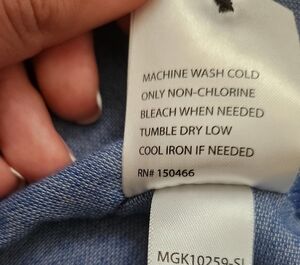 MACHINE WASH COLD
ONLY NON-CHLORINE
BLEACH WHEN NEEDED
TUMBLE DRY LOW
COOL IRON IF NEEDED
RN# 150466
MGK10259-SL